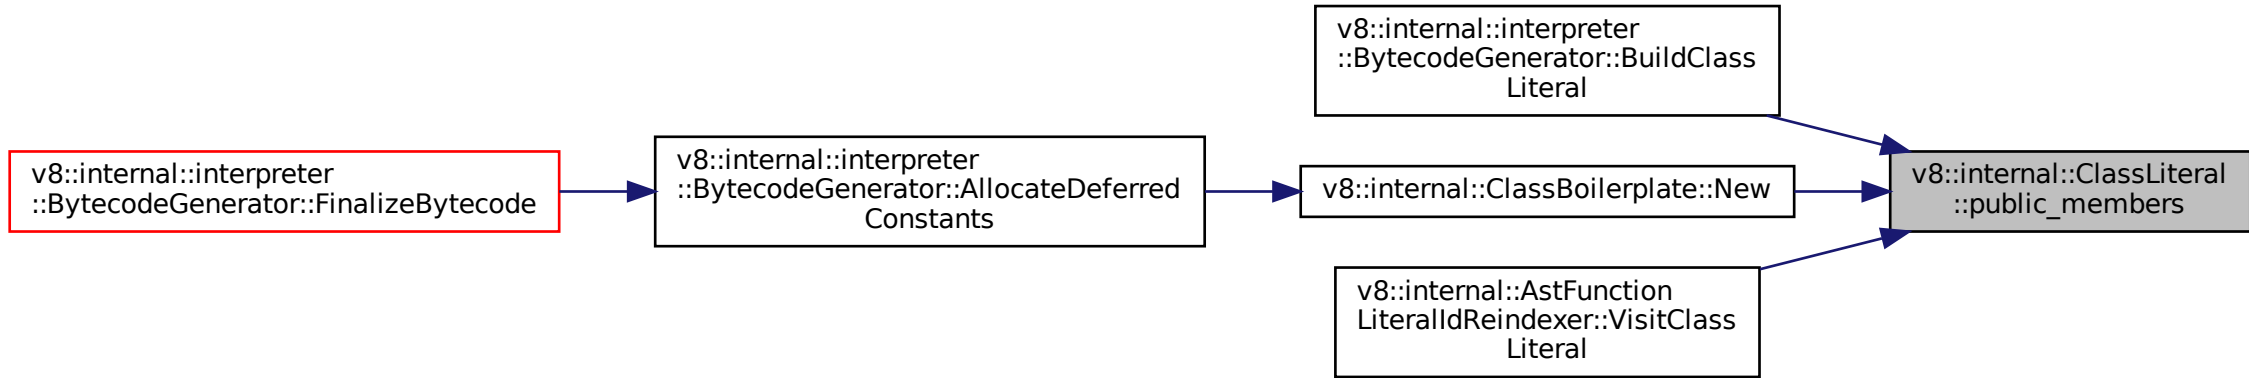 v8::internal::interpreter
::BytecodeGenerator::FinalizeBytecode
v8::internal::interpreter
::BytecodeGenerator::AllocateDeferred
Constants
v8::internal::interpreter
::BytecodeGenerator::BuildClass
Literal
v8::internal::ClassBoilerplate::New
v8::internal::AstFunction
LiteralIdReindexer::VisitClass
Literal
v8::internal::ClassLiteral
::public_members